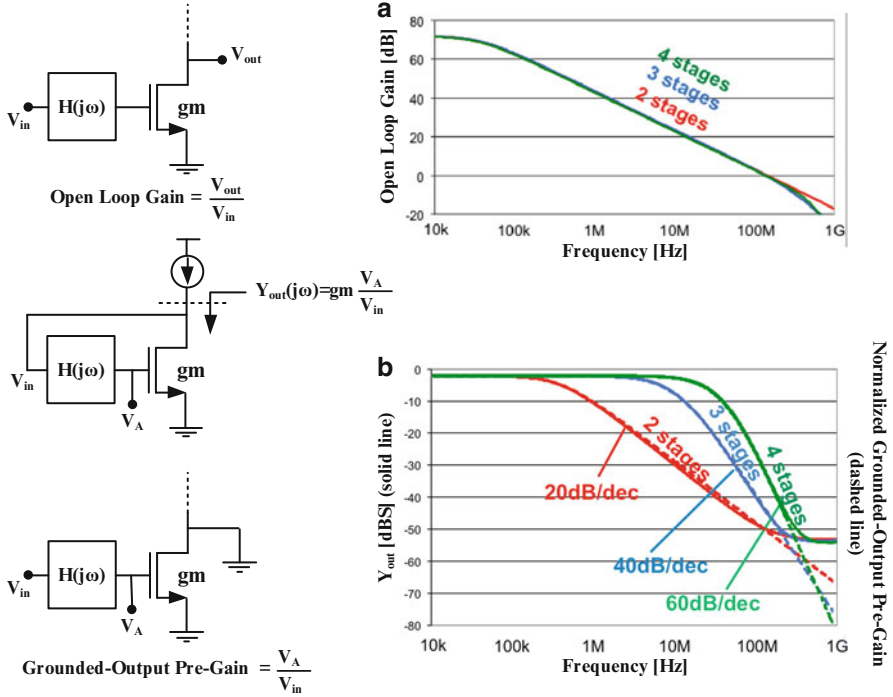 H(jω)
gm
V_out
V_in
Open Loop Gain = V_out / V_in
Y_out(jω)=gm V_A / V_in
H(jω)
gm
V_in
V_A
H(jω)
gm
V_in
V_A
Grounded-Output Pre-Gain = V_A / V_in
a
Open Loop Gain [dB]
80
60
40
20
0
-20
4 stages
3 stages
2 stages
10k 100k 1M 10M 100M 1G
Frequency [Hz]
b
Y_out [dBS] (solid line)
0
-10
-20
-30
-40
-50
-60
-70
-80
2 stages
3 stages
4 stages
20dB/dec
40dB/dec
60dB/dec
10k 100k 1M 10M 100M 1G
Frequency [Hz]
Normalized Grounded-Output Pre-Gain
(dashed line)